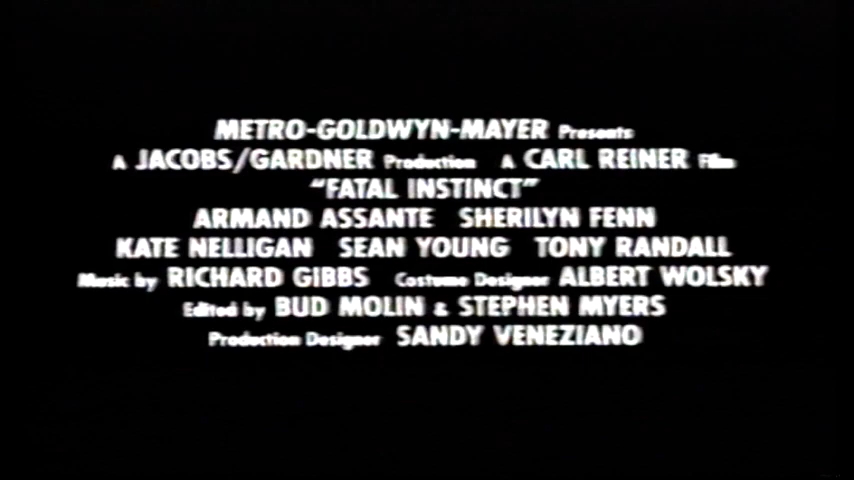 METRO-GOLDWYN-MAYER Presents
A JACOBS/GARDNER Production A CARL REINER Film
"FATAL INSTINCT"
ARMAND ASSANTE SHERILYN FENN
KATE NELLIGAN SEAN YOUNG TONY RANDALL
Music by RICHARD GIBBS Costume Designer ALBERT WOLSKY
Edited by BUD MOLIN & STEPHEN MYERS
Production Designer SANDY VENEZIANO